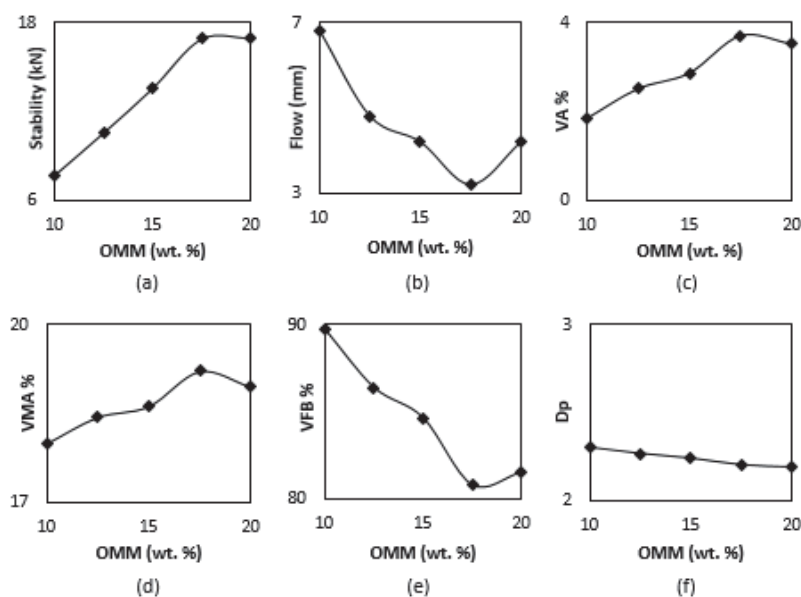 18
Stability (kN)
6
10 15 20
OMM (wt. %)
(a)
7
Flow (mm)
3
10 15 20
OMM (wt. %)
(b)
4
VA %
0
10 15 20
OMM (wt. %)
(c)
20
VMA %
17
10 15 20
OMM (wt. %)
(d)
90
VFB %
80
10 15 20
OMM (wt. %)
(e)
3
Dp
2
10 15 20
OMM (wt. %)
(f)